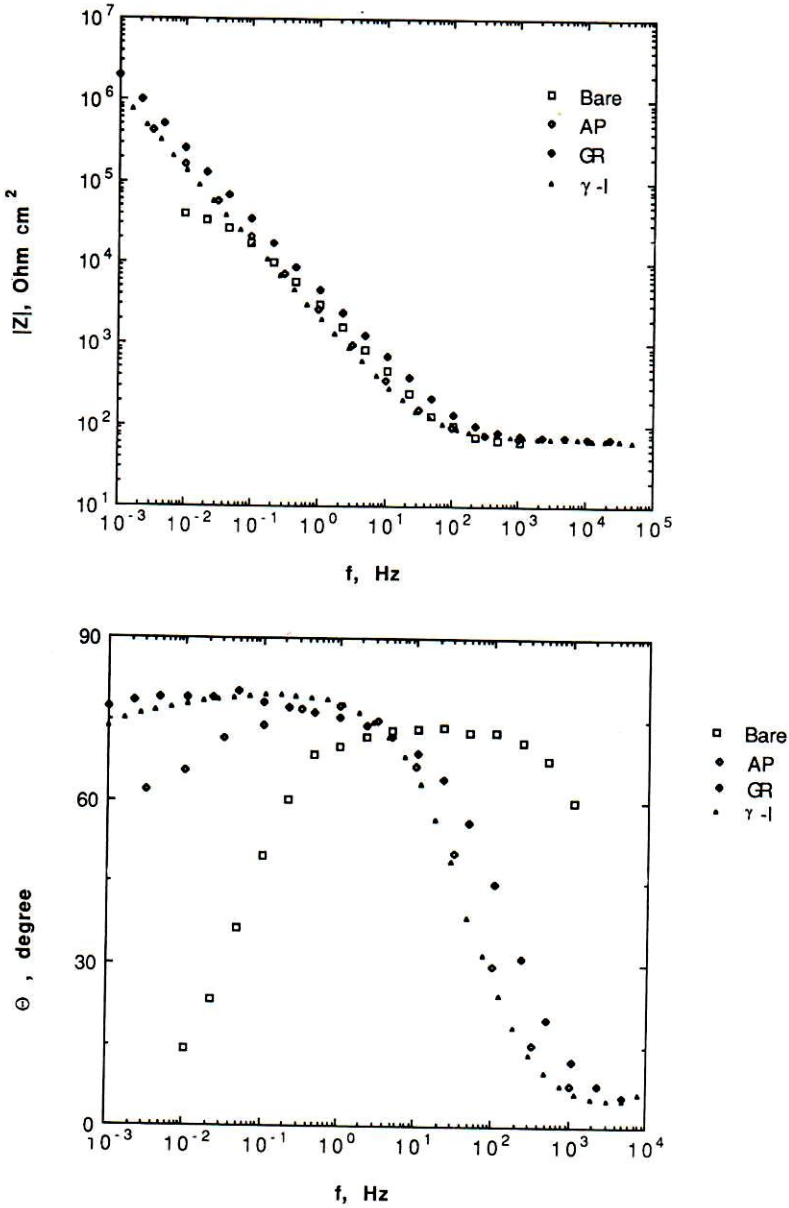 10^7
10^6
10^5
10^4
10^3
10^2
10^1
|Z|, Ohm cm^2
Bare
AP
GR
γ-I
10^-3 10^-2 10^-1 10^0 10^1 10^2 10^3 10^4 10^5
f, Hz
90
60
30
0
Θ , degree
Bare
AP
GR
γ-I
10^-3 10^-2 10^-1 10^0 10^1 10^2 10^3 10^4
f, Hz